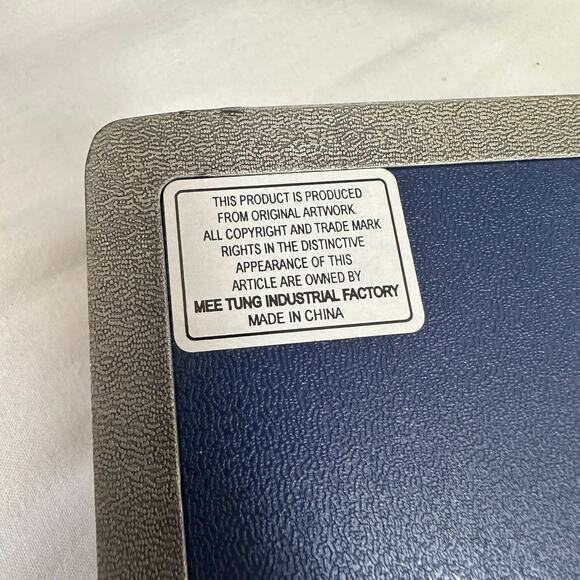 THIS PRODUCT IS PRODUCED
FROM ORIGINAL ARTWORK.
ALL COPYRIGHT AND TRADE MARK
RIGHTS IN THE DISTINCTIVE
APPEARANCE OF THIS
ARTICLE ARE OWNED BY
MEE TUNG INDUSTRIAL FACTORY
MADE IN CHINA